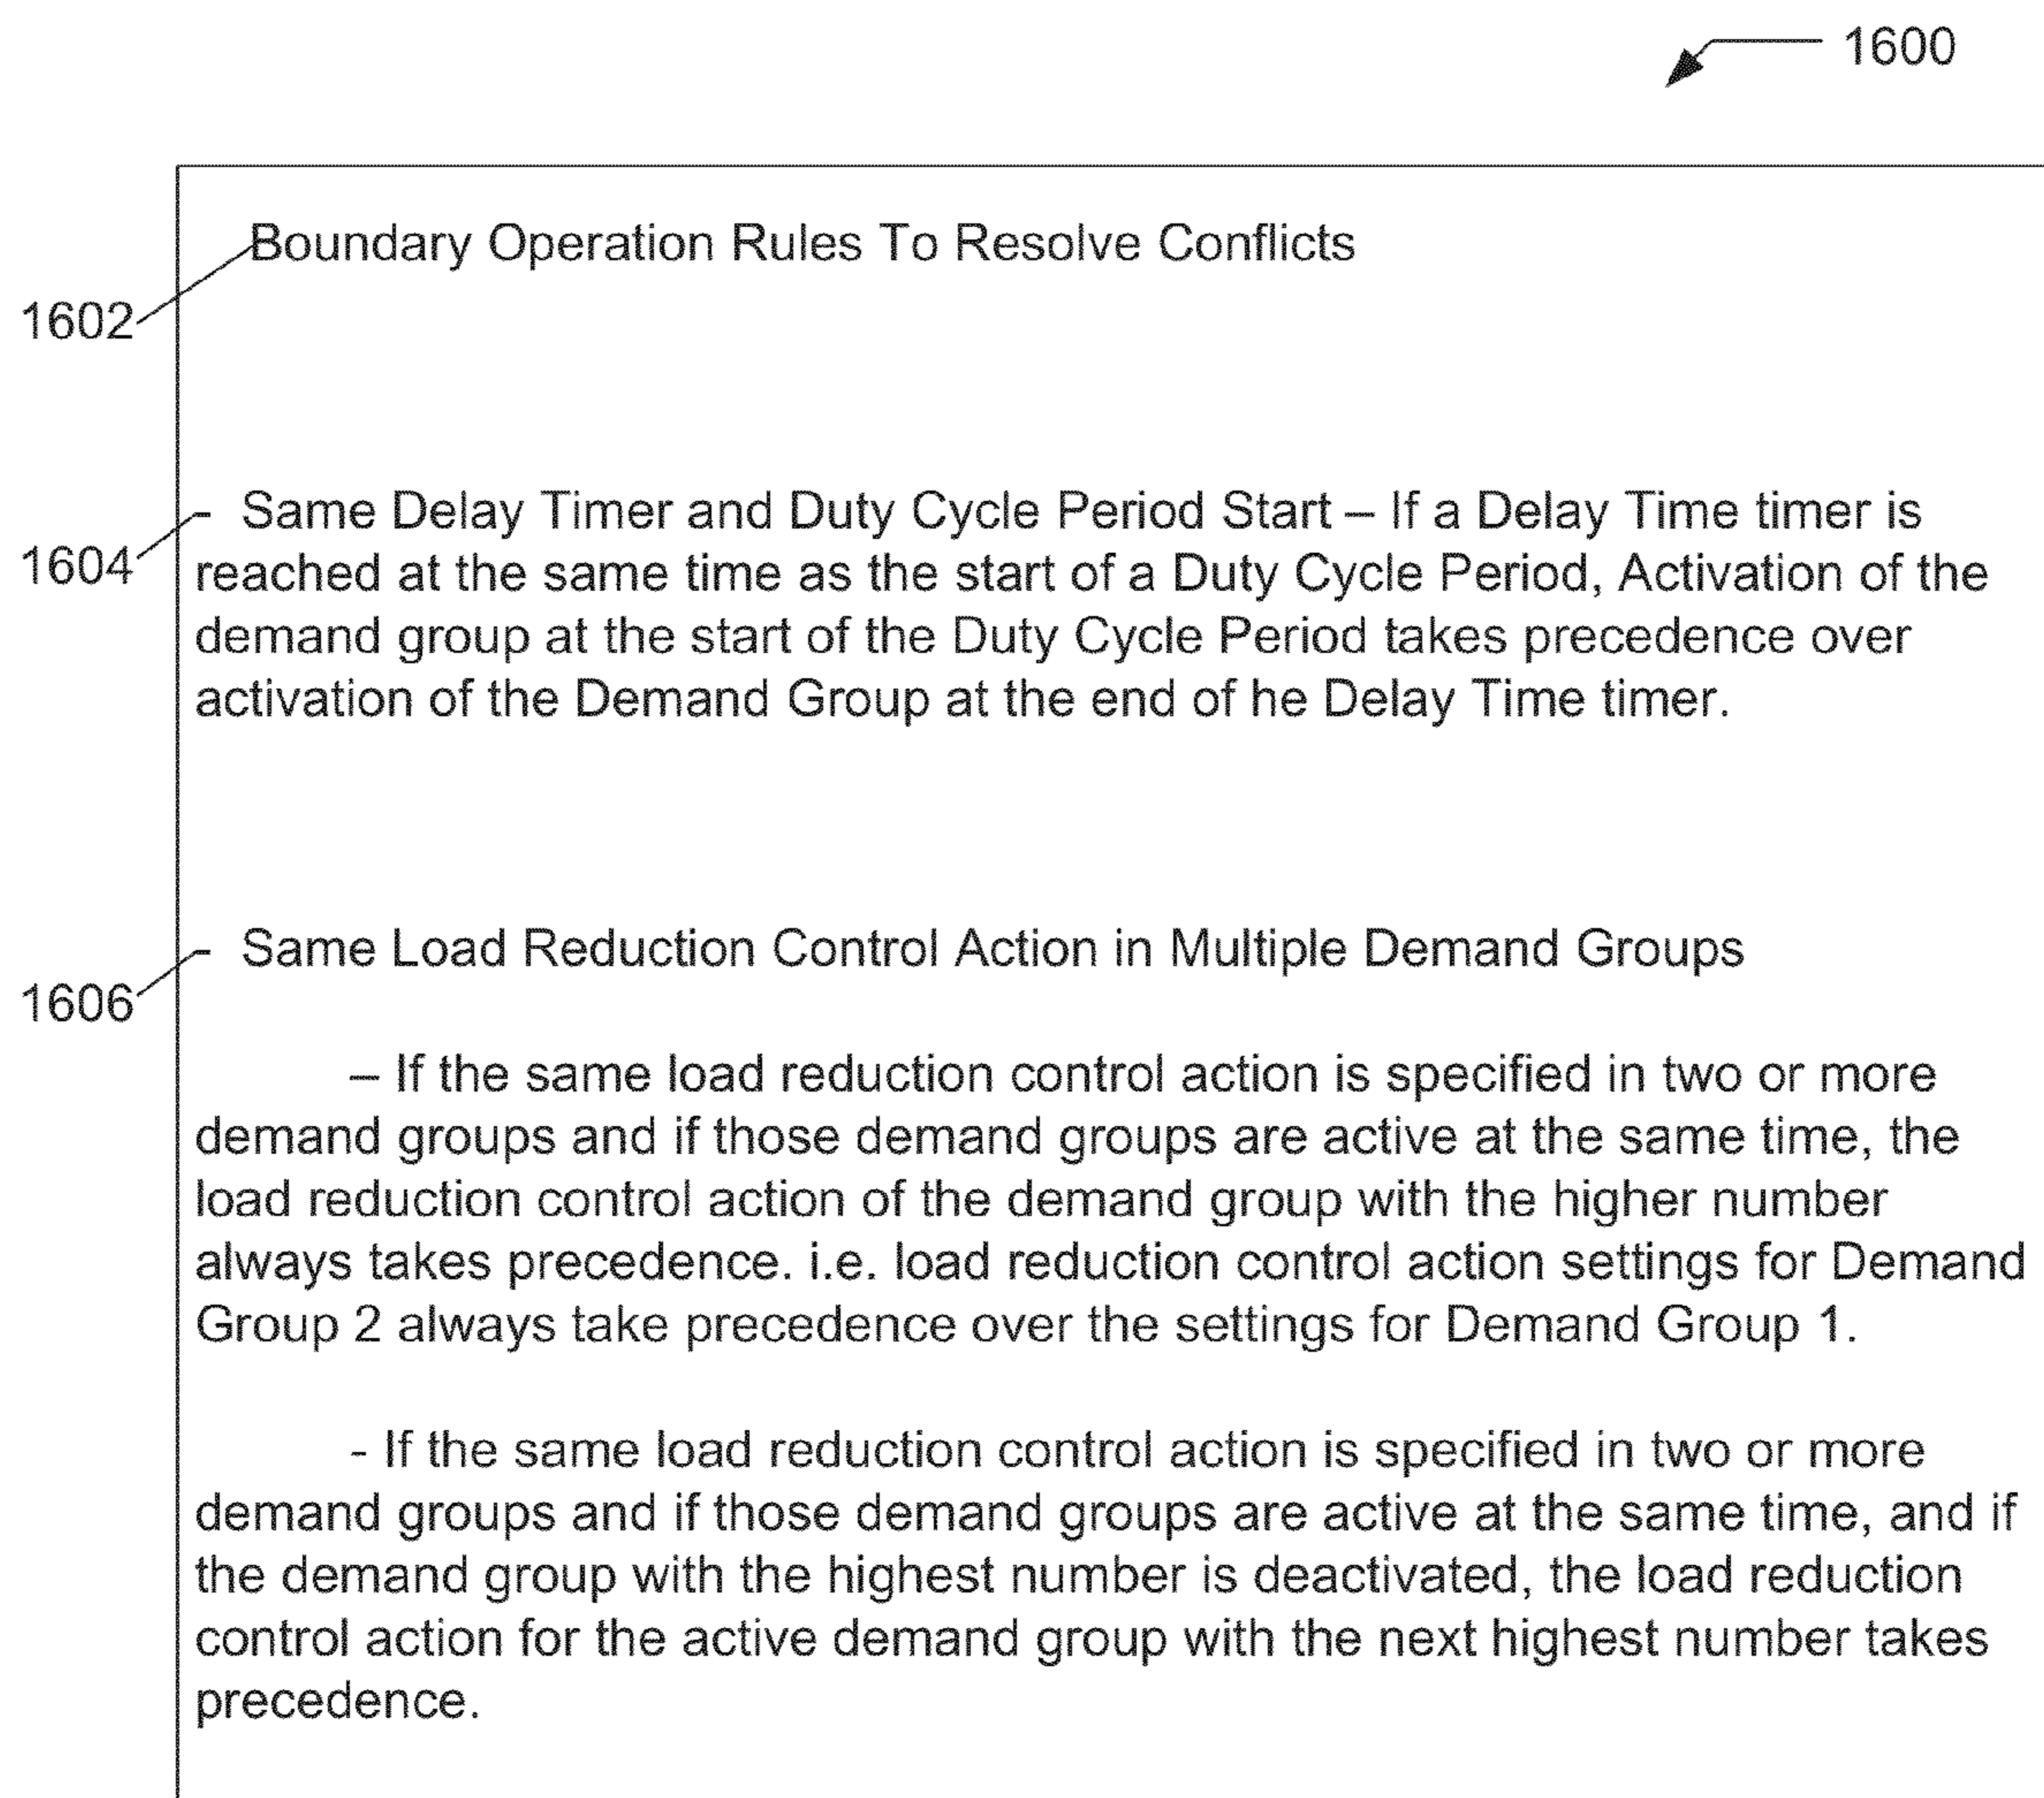 1600
Boundary Operation Rules To Resolve Conflicts
1602
- Same Delay Timer and Duty Cycle Period Start – If a Delay Time timer is
1604
reached at the same time as the start of a Duty Cycle Period, Activation of the
demand group at the start of the Duty Cycle Period takes precedence over
activation of the Demand Group at the end of he Delay Time timer.
- Same Load Reduction Control Action in Multiple Demand Groups
1606
– If the same load reduction control action is specified in two or more
demand groups and if those demand groups are active at the same time, the
load reduction control action of the demand group with the higher number
always takes precedence. i.e. load reduction control action settings for Demand
Group 2 always take precedence over the settings for Demand Group 1.
- If the same load reduction control action is specified in two or more
demand groups and if those demand groups are active at the same time, and if
the demand group with the highest number is deactivated, the load reduction
control action for the active demand group with the next highest number takes
precedence.